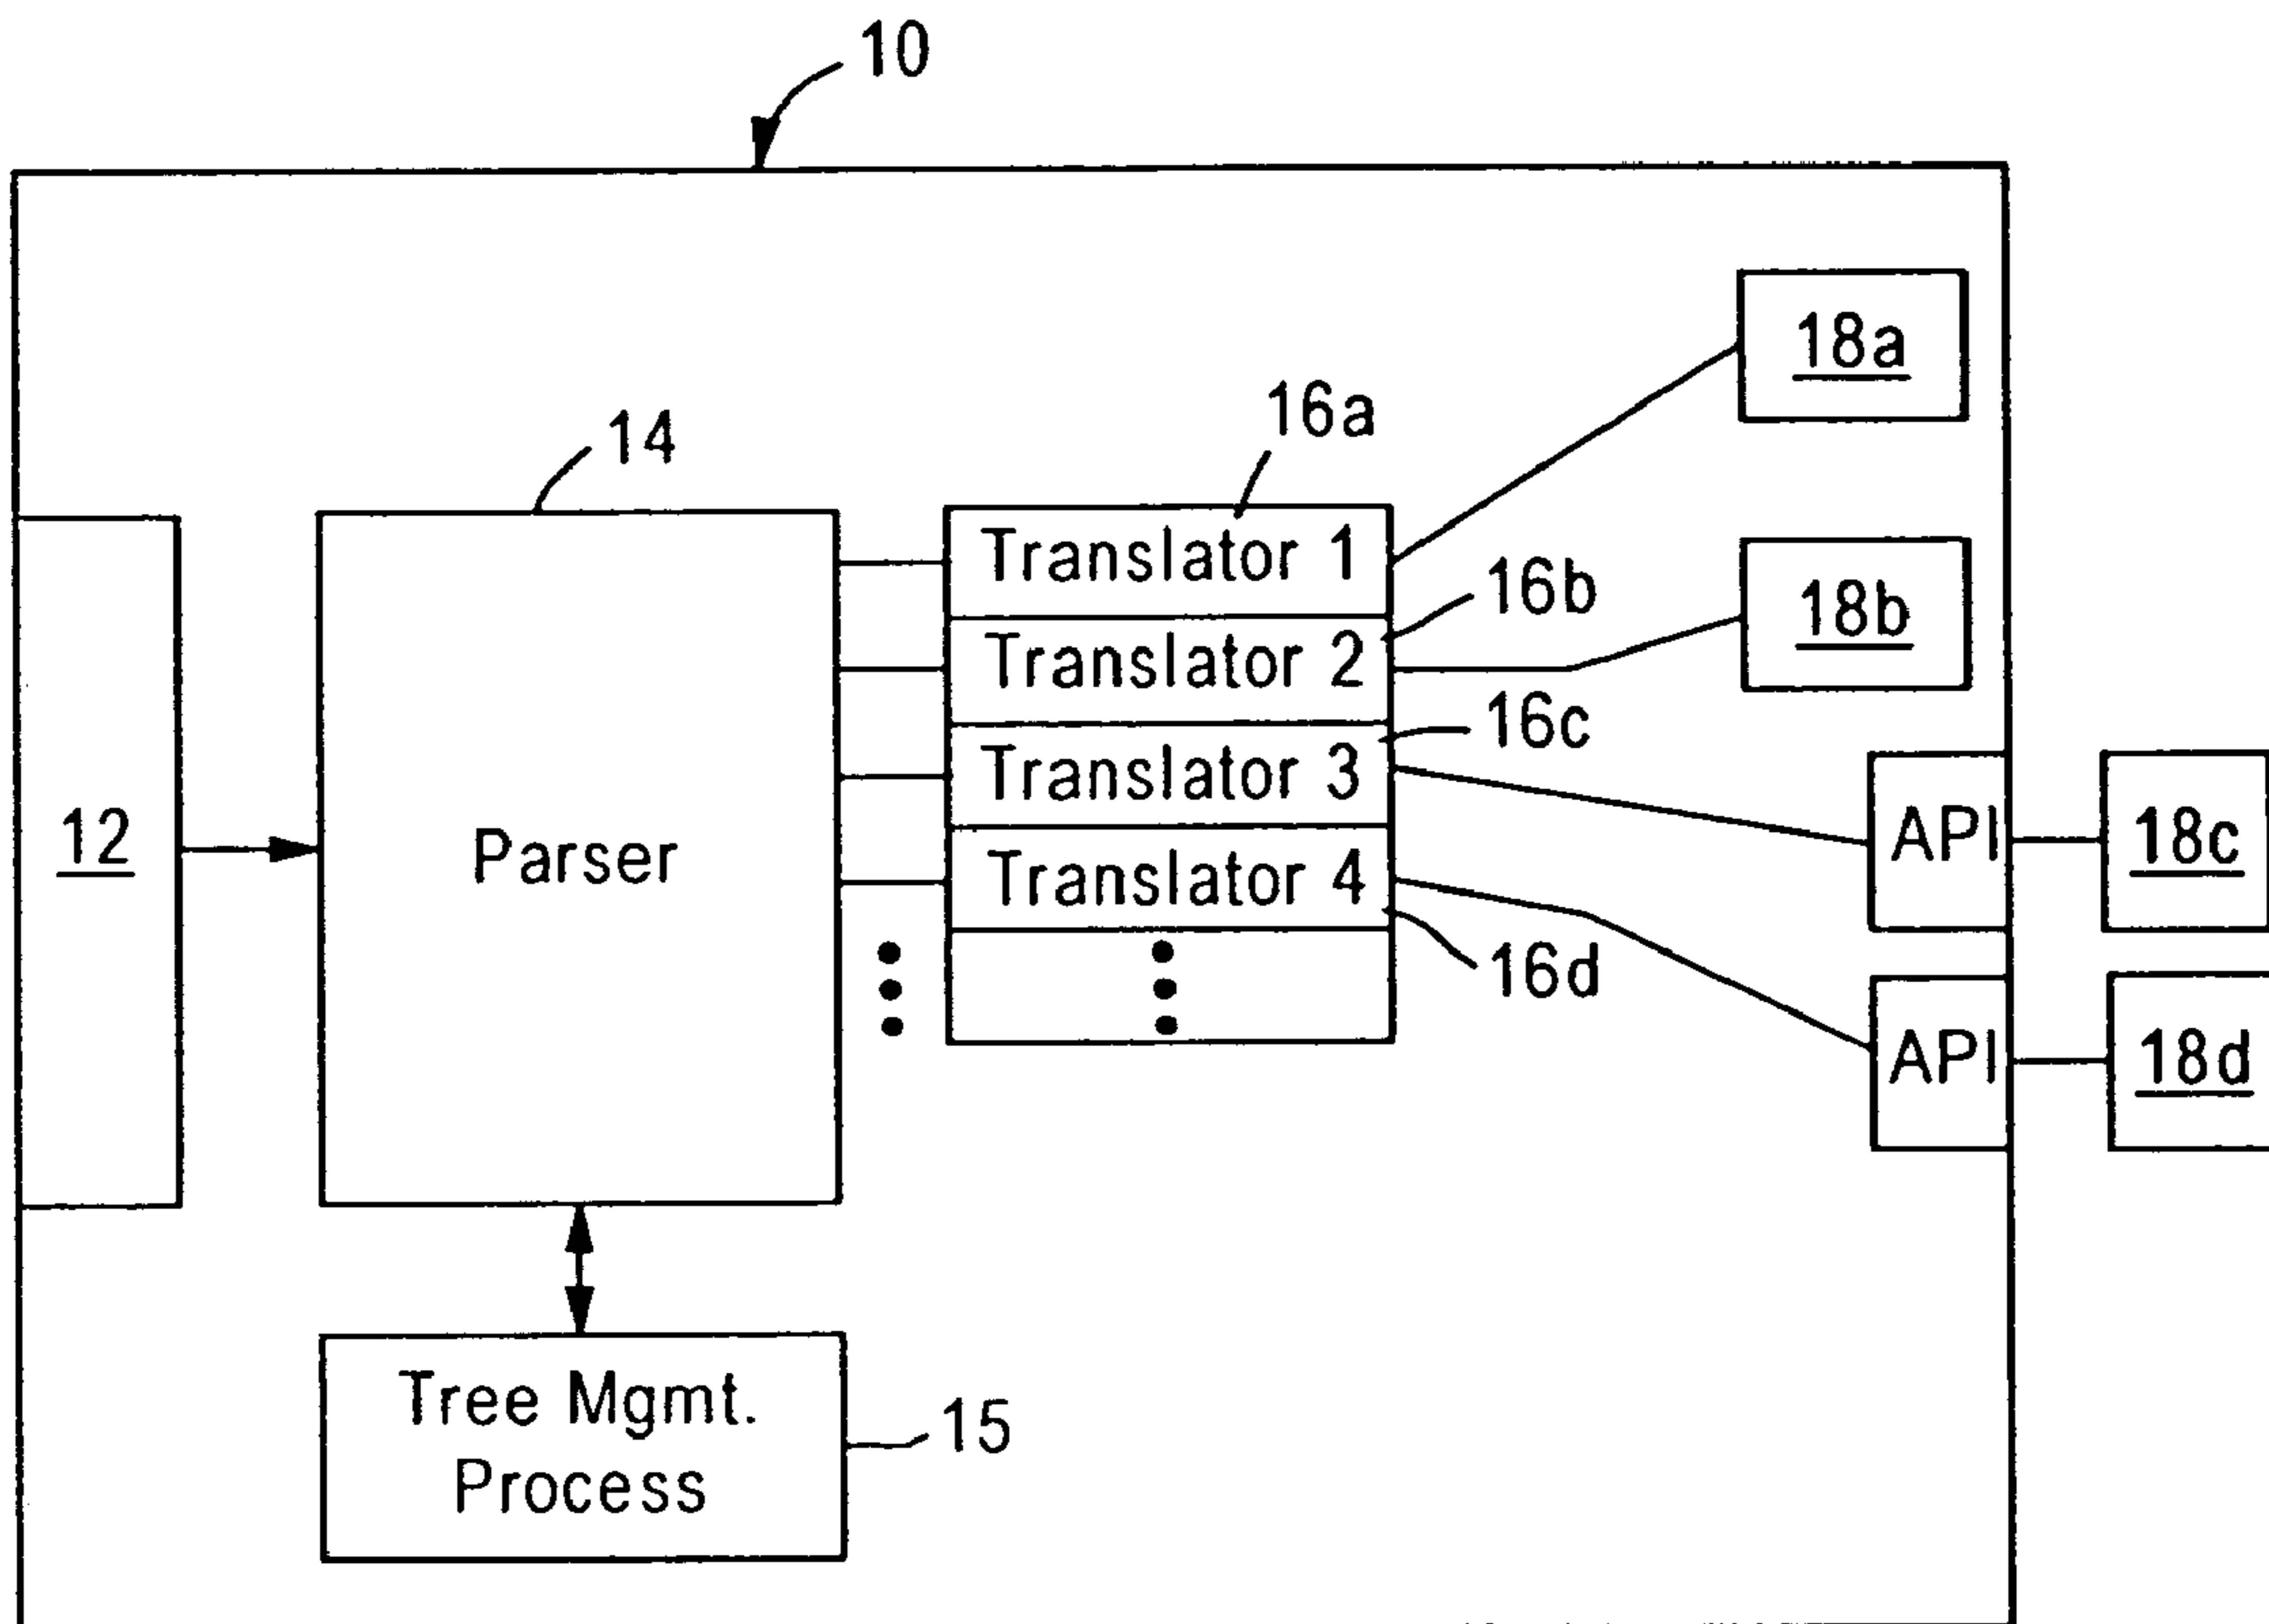 10
18a
16a
14
Translator 1
16b
18b
Translator 2
16c
Translator 3
12
Parser
API
18c
Translator 4
16d
API
18d
Tree Mgmt.
Process
15